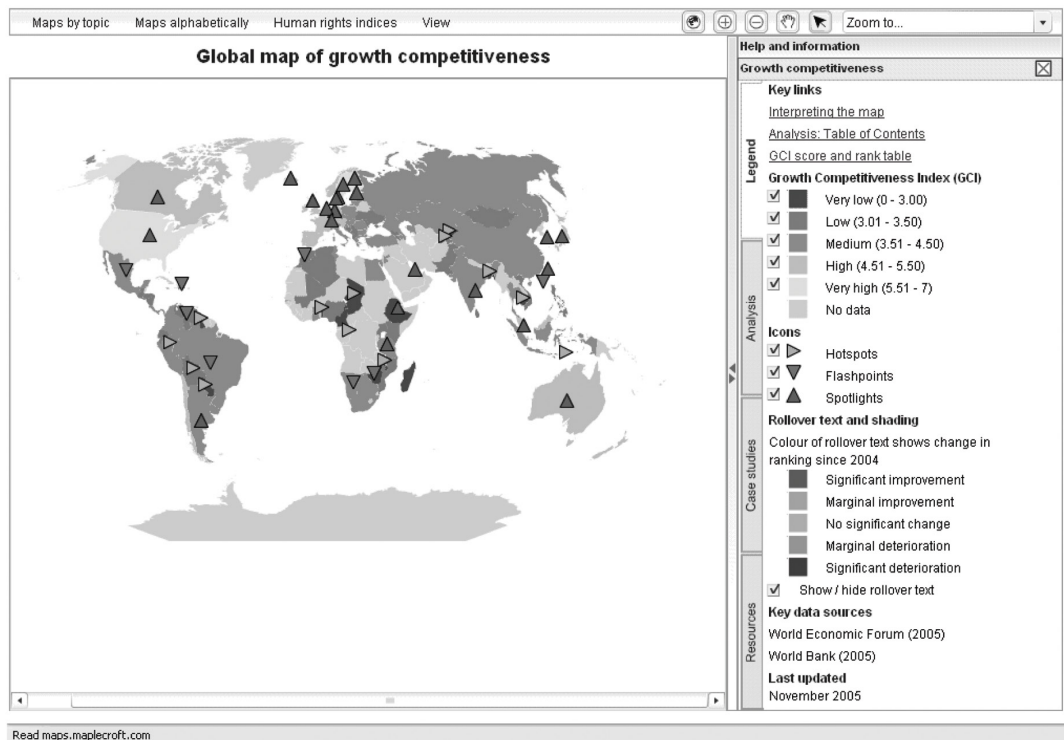 Maps by topic Maps alphabetically Human rights indices View Zoom to...
Global map of growth competitiveness
Help and information
Growth competitiveness
Legend
Analysis
Case studies
Resources
Key links
Interpreting the map
Analysis: Table of Contents
GCI score and rank table
Growth Competitiveness Index (GCI)
Very low (0 - 3.00)
Low (3.01 - 3.50)
Medium (3.51 - 4.50)
High (4.51 - 5.50)
Very high (5.51 - 7)
No data
Icons
Hotspots
Flashpoints
Spotlights
Rollover text and shading
Colour of rollover text shows change in
ranking since 2004
Significant improvement
Marginal improvement
No significant change
Marginal deterioration
Significant deterioration
Show / hide rollover text
Key data sources
World Economic Forum (2005)
World Bank (2005)
Last updated
November 2005
Read maps.maplecroft.com